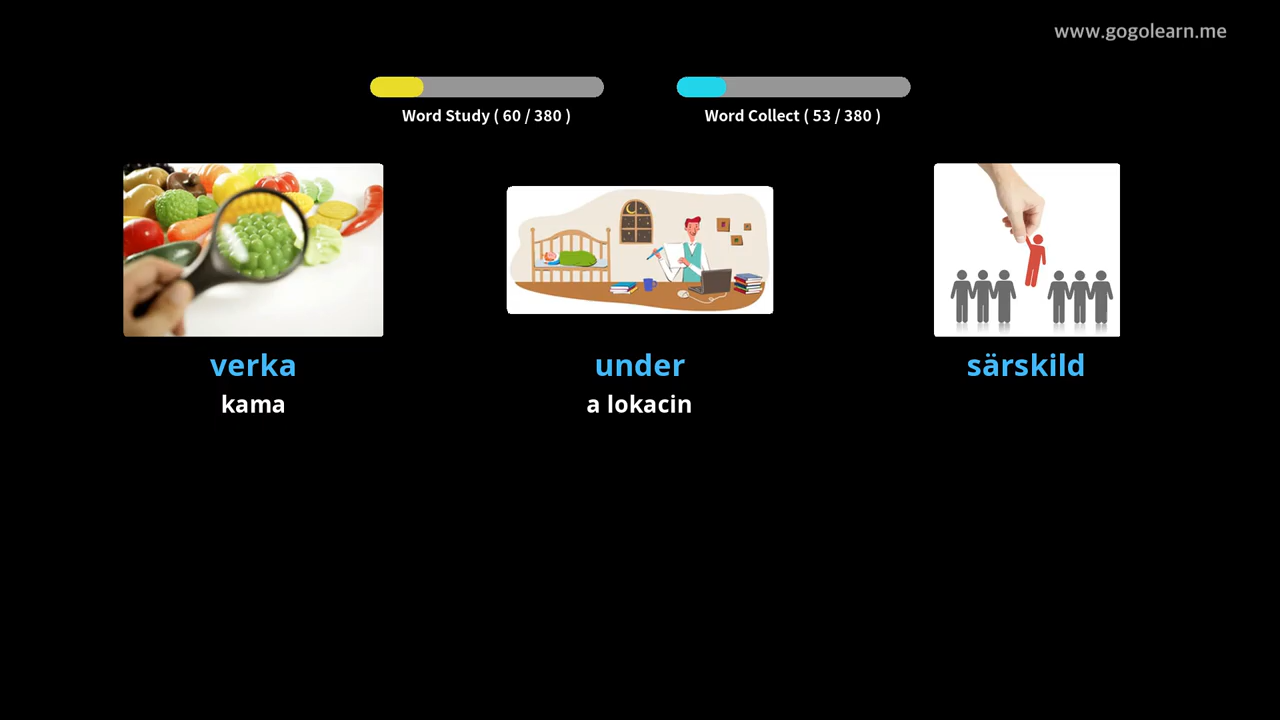 www.gogolearn.me
Word Study ( 60 / 380 )
Word Collect ( 53 / 380 )
verka
under
särskild
kama
a lokacin